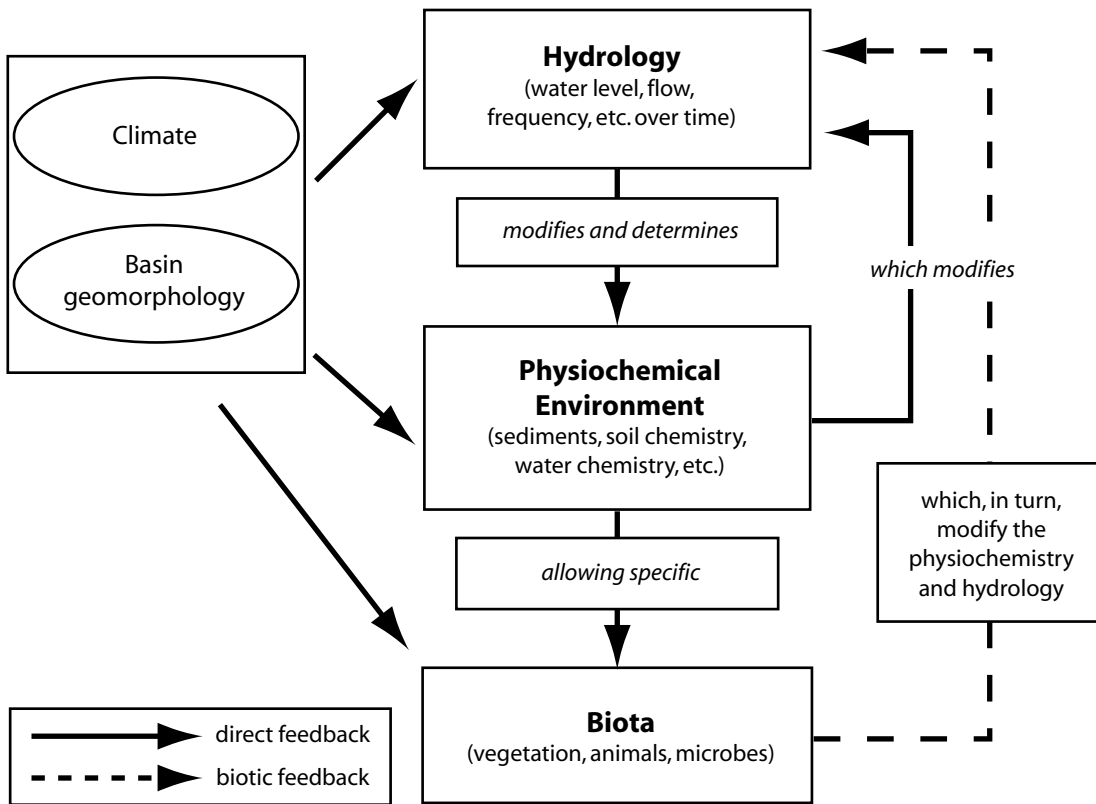 Climate
Basin
geomorphology
Hydrology
(water level, flow,
frequency, etc. over time)
modifies and determines
which modifies
Physiochemical
Environment
(sediments, soil chemistry,
water chemistry, etc.)
allowing specific
which, in turn,
modify the
physiochemistry
and hydrology
Biota
(vegetation, animals, microbes)
direct feedback
biotic feedback